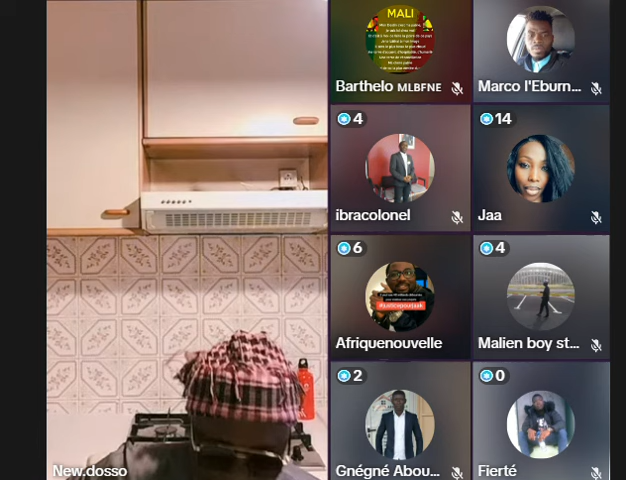 MALI
Barthelo MLBFNE
Marco l'Eburn...
4
ibracolonel
14
Jaa
6
Afriquenouvelle
4
Malien boy st...
2
Gnégné Abou...
0
Fierté
New.dosso